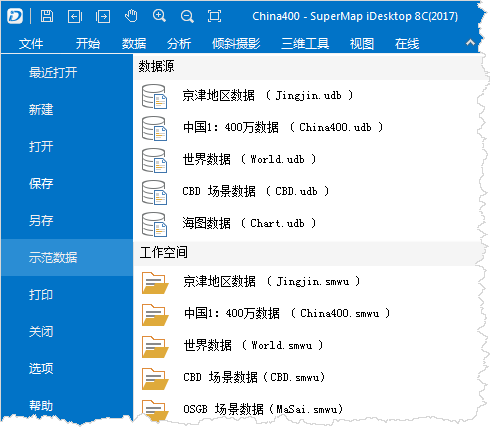 China400 - SuperMap iDesktop 8C(2017)
文件 开始 数据 分析 倾斜摄影 三维工具 视图 在线
最近打开
新建
打开
保存
另存
示范数据
打印
关闭
选项
帮助
数据源
京津地区数据 ( Jingjin.udb )
中国1: 400万数据 ( China400.udb )
世界数据 ( World.udb )
CBD 场景数据 ( CBD.udb )
海图数据 ( Chart.udb )
工作空间
京津地区数据 ( Jingjin.smwu )
中国1: 400万数据 ( China400.smwu )
世界数据 ( World.smwu )
CBD 场景数据(CBD.smwu)
OSGB 场景数据(MaSai.smwu)